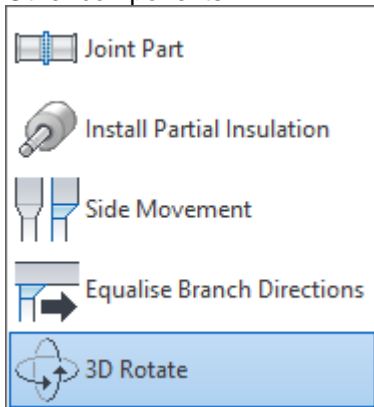 Joint Part
Install Partial Insulation
Side Movement
Equalise Branch Directions
3D Rotate